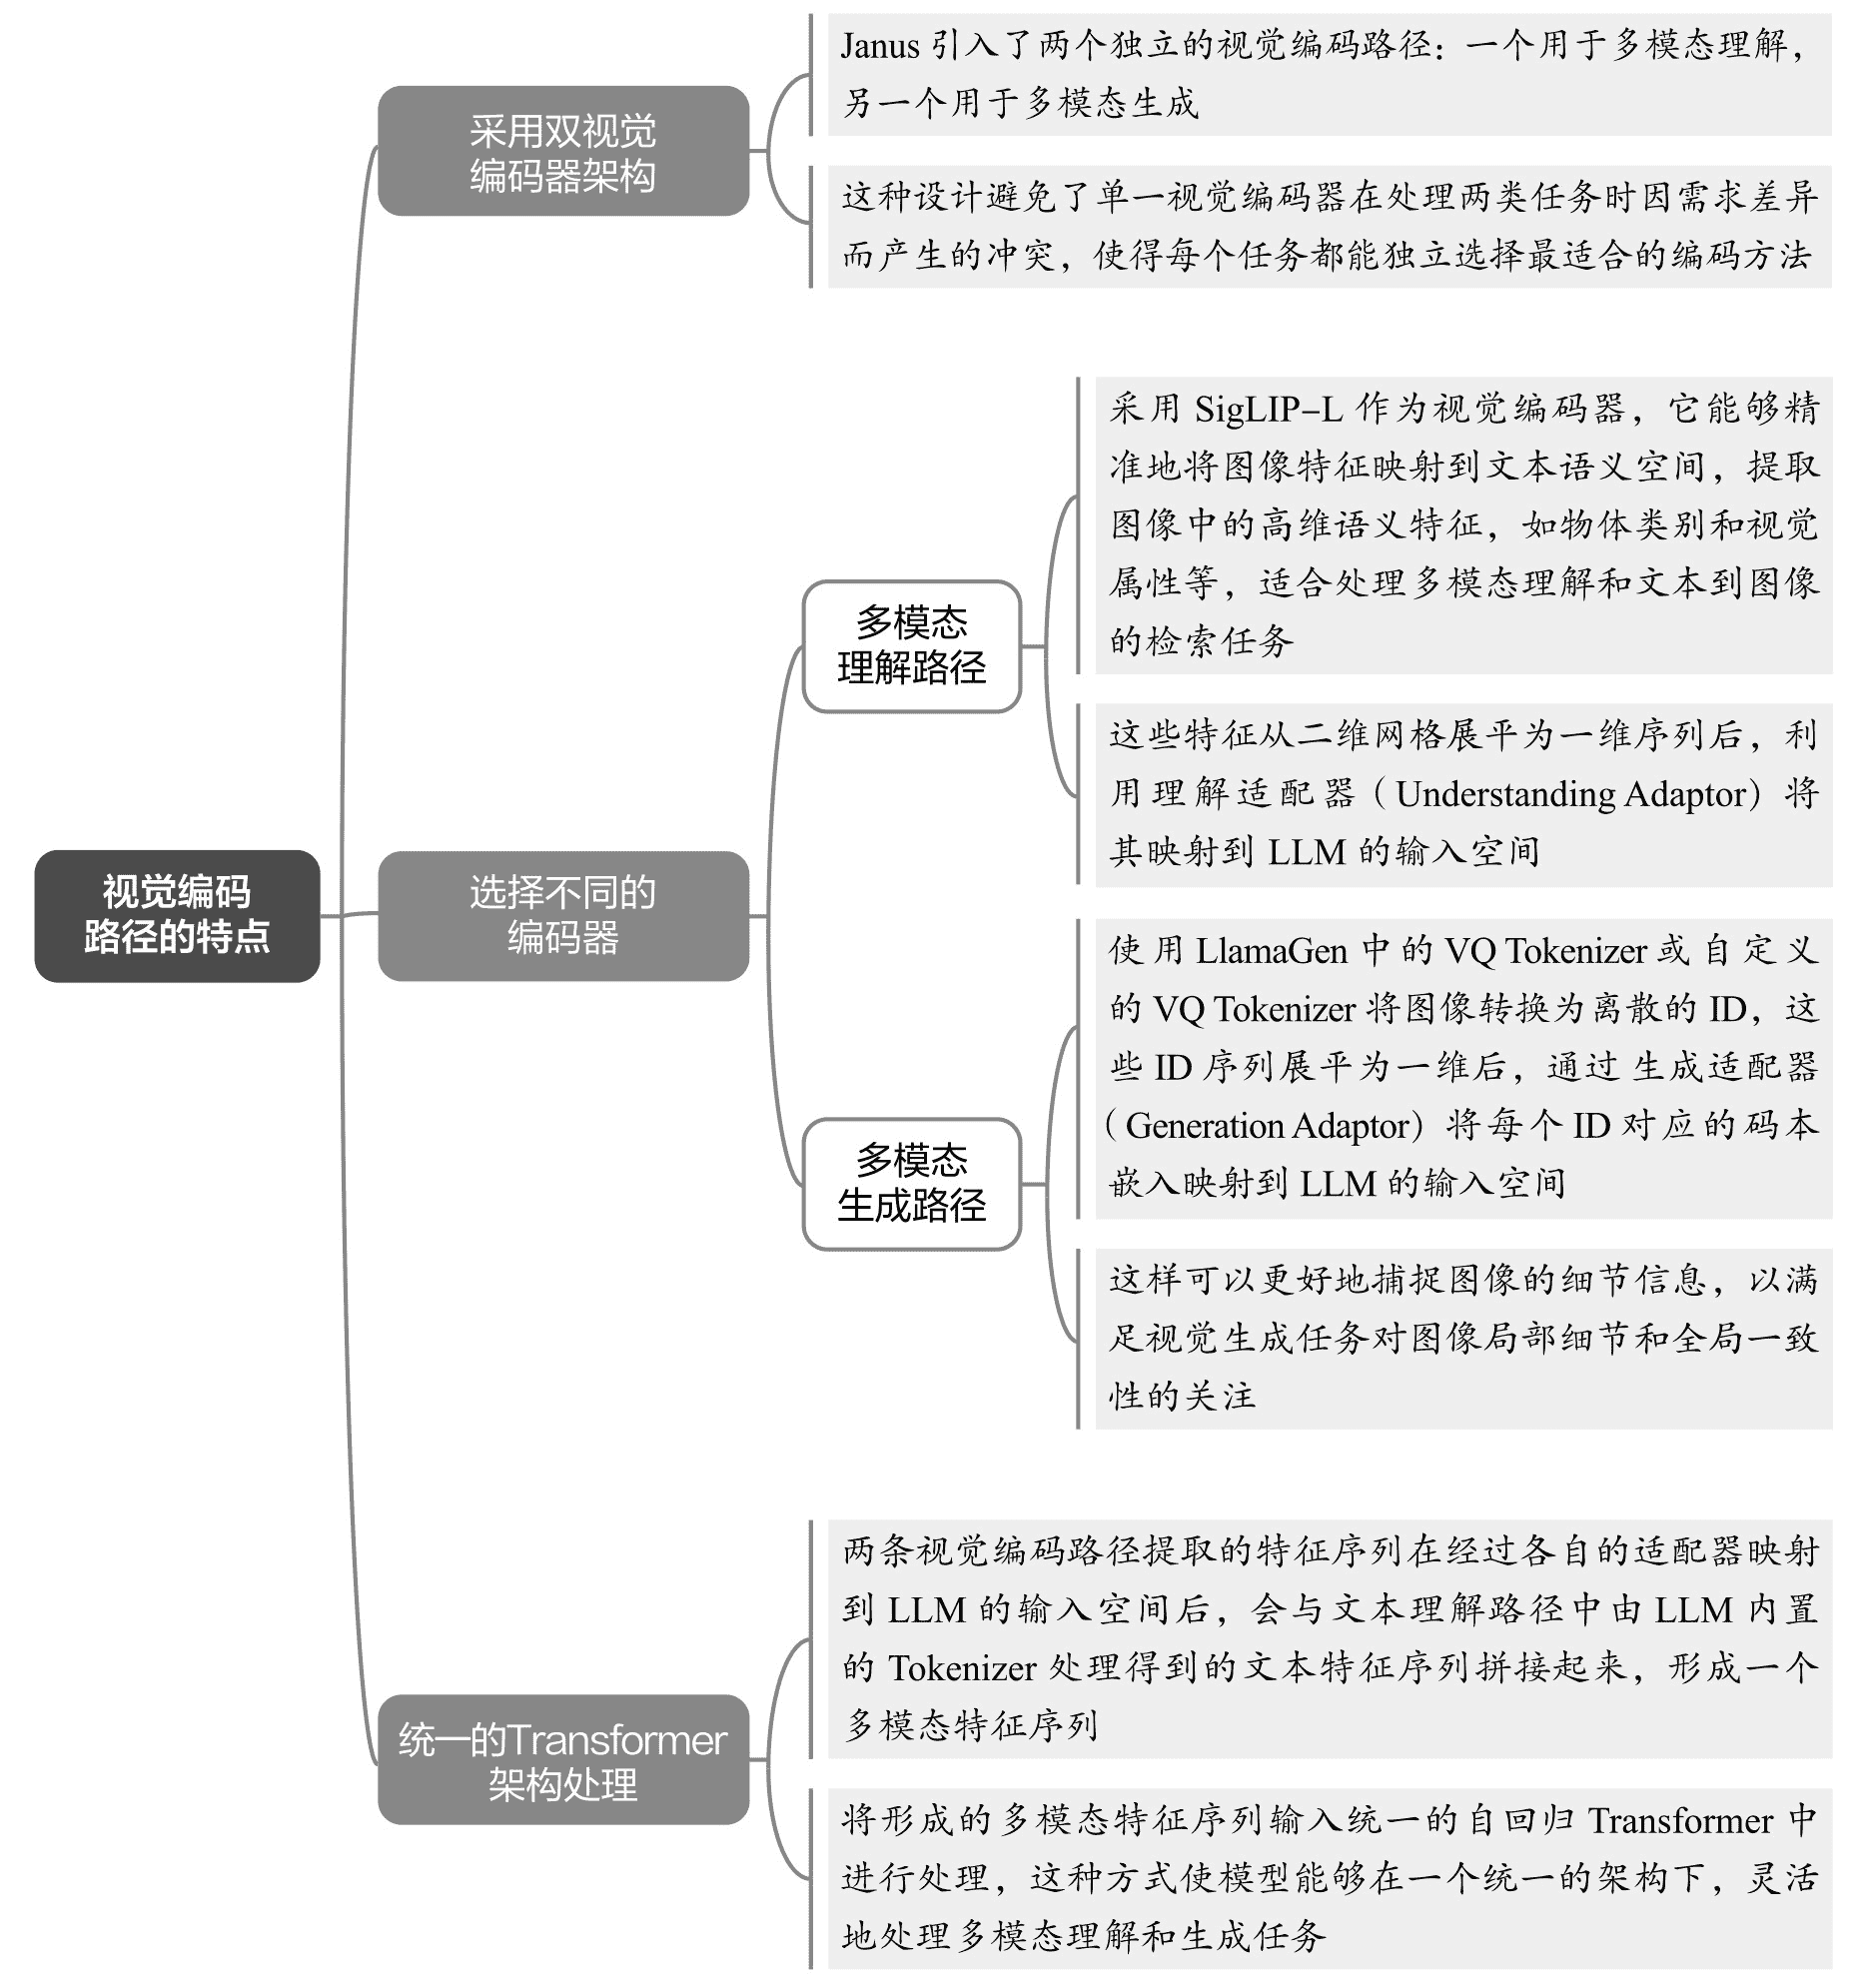 视觉编码
路径的特点
采用双视觉
编码器架构
Janus 引入了两个独立的视觉编码路径：一个用于多模态理解，
另一个用于多模态生成
这种设计避免了单一视觉编码器在处理两类任务时因需求差异
而产生的冲突，使得每个任务都能独立选择最适合的编码方法
选择不同的
编码器
多模态
理解路径
采用 SigLIP–L 作为视觉编码器，它能够精
准地将图像特征映射到文本语义空间，提取
图像中的高维语义特征，如物体类别和视觉
属性等，适合处理多模态理解和文本到图像
的检索任务
这些特征从二维网格展平为一维序列后，利
用理解适配器（Understanding Adaptor）将
其映射到 LLM 的输入空间
多模态
生成路径
使用 LlamaGen 中的 VQ Tokenizer 或自定义
的 VQ Tokenizer 将图像转换为离散的 ID，这
些 ID 序列展平为一维后，通过 生成适配器
（Generation Adaptor）将每个 ID 对应的码本
嵌入映射到 LLM 的输入空间
这样可以更好地捕捉图像的细节信息，以满
足视觉生成任务对图像局部细节和全局一致
性的关注
统一的Transformer
架构处理
两条视觉编码路径提取的特征序列在经过各自的适配器映射
到 LLM 的输入空间后，会与文本理解路径中由 LLM 内置
的 Tokenizer 处理得到的文本特征序列拼接起来，形成一个
多模态特征序列
将形成的多模态特征序列输入统一的自回归 Transformer 中
进行处理，这种方式使模型能够在一个统一的架构下，灵活
地处理多模态理解和生成任务